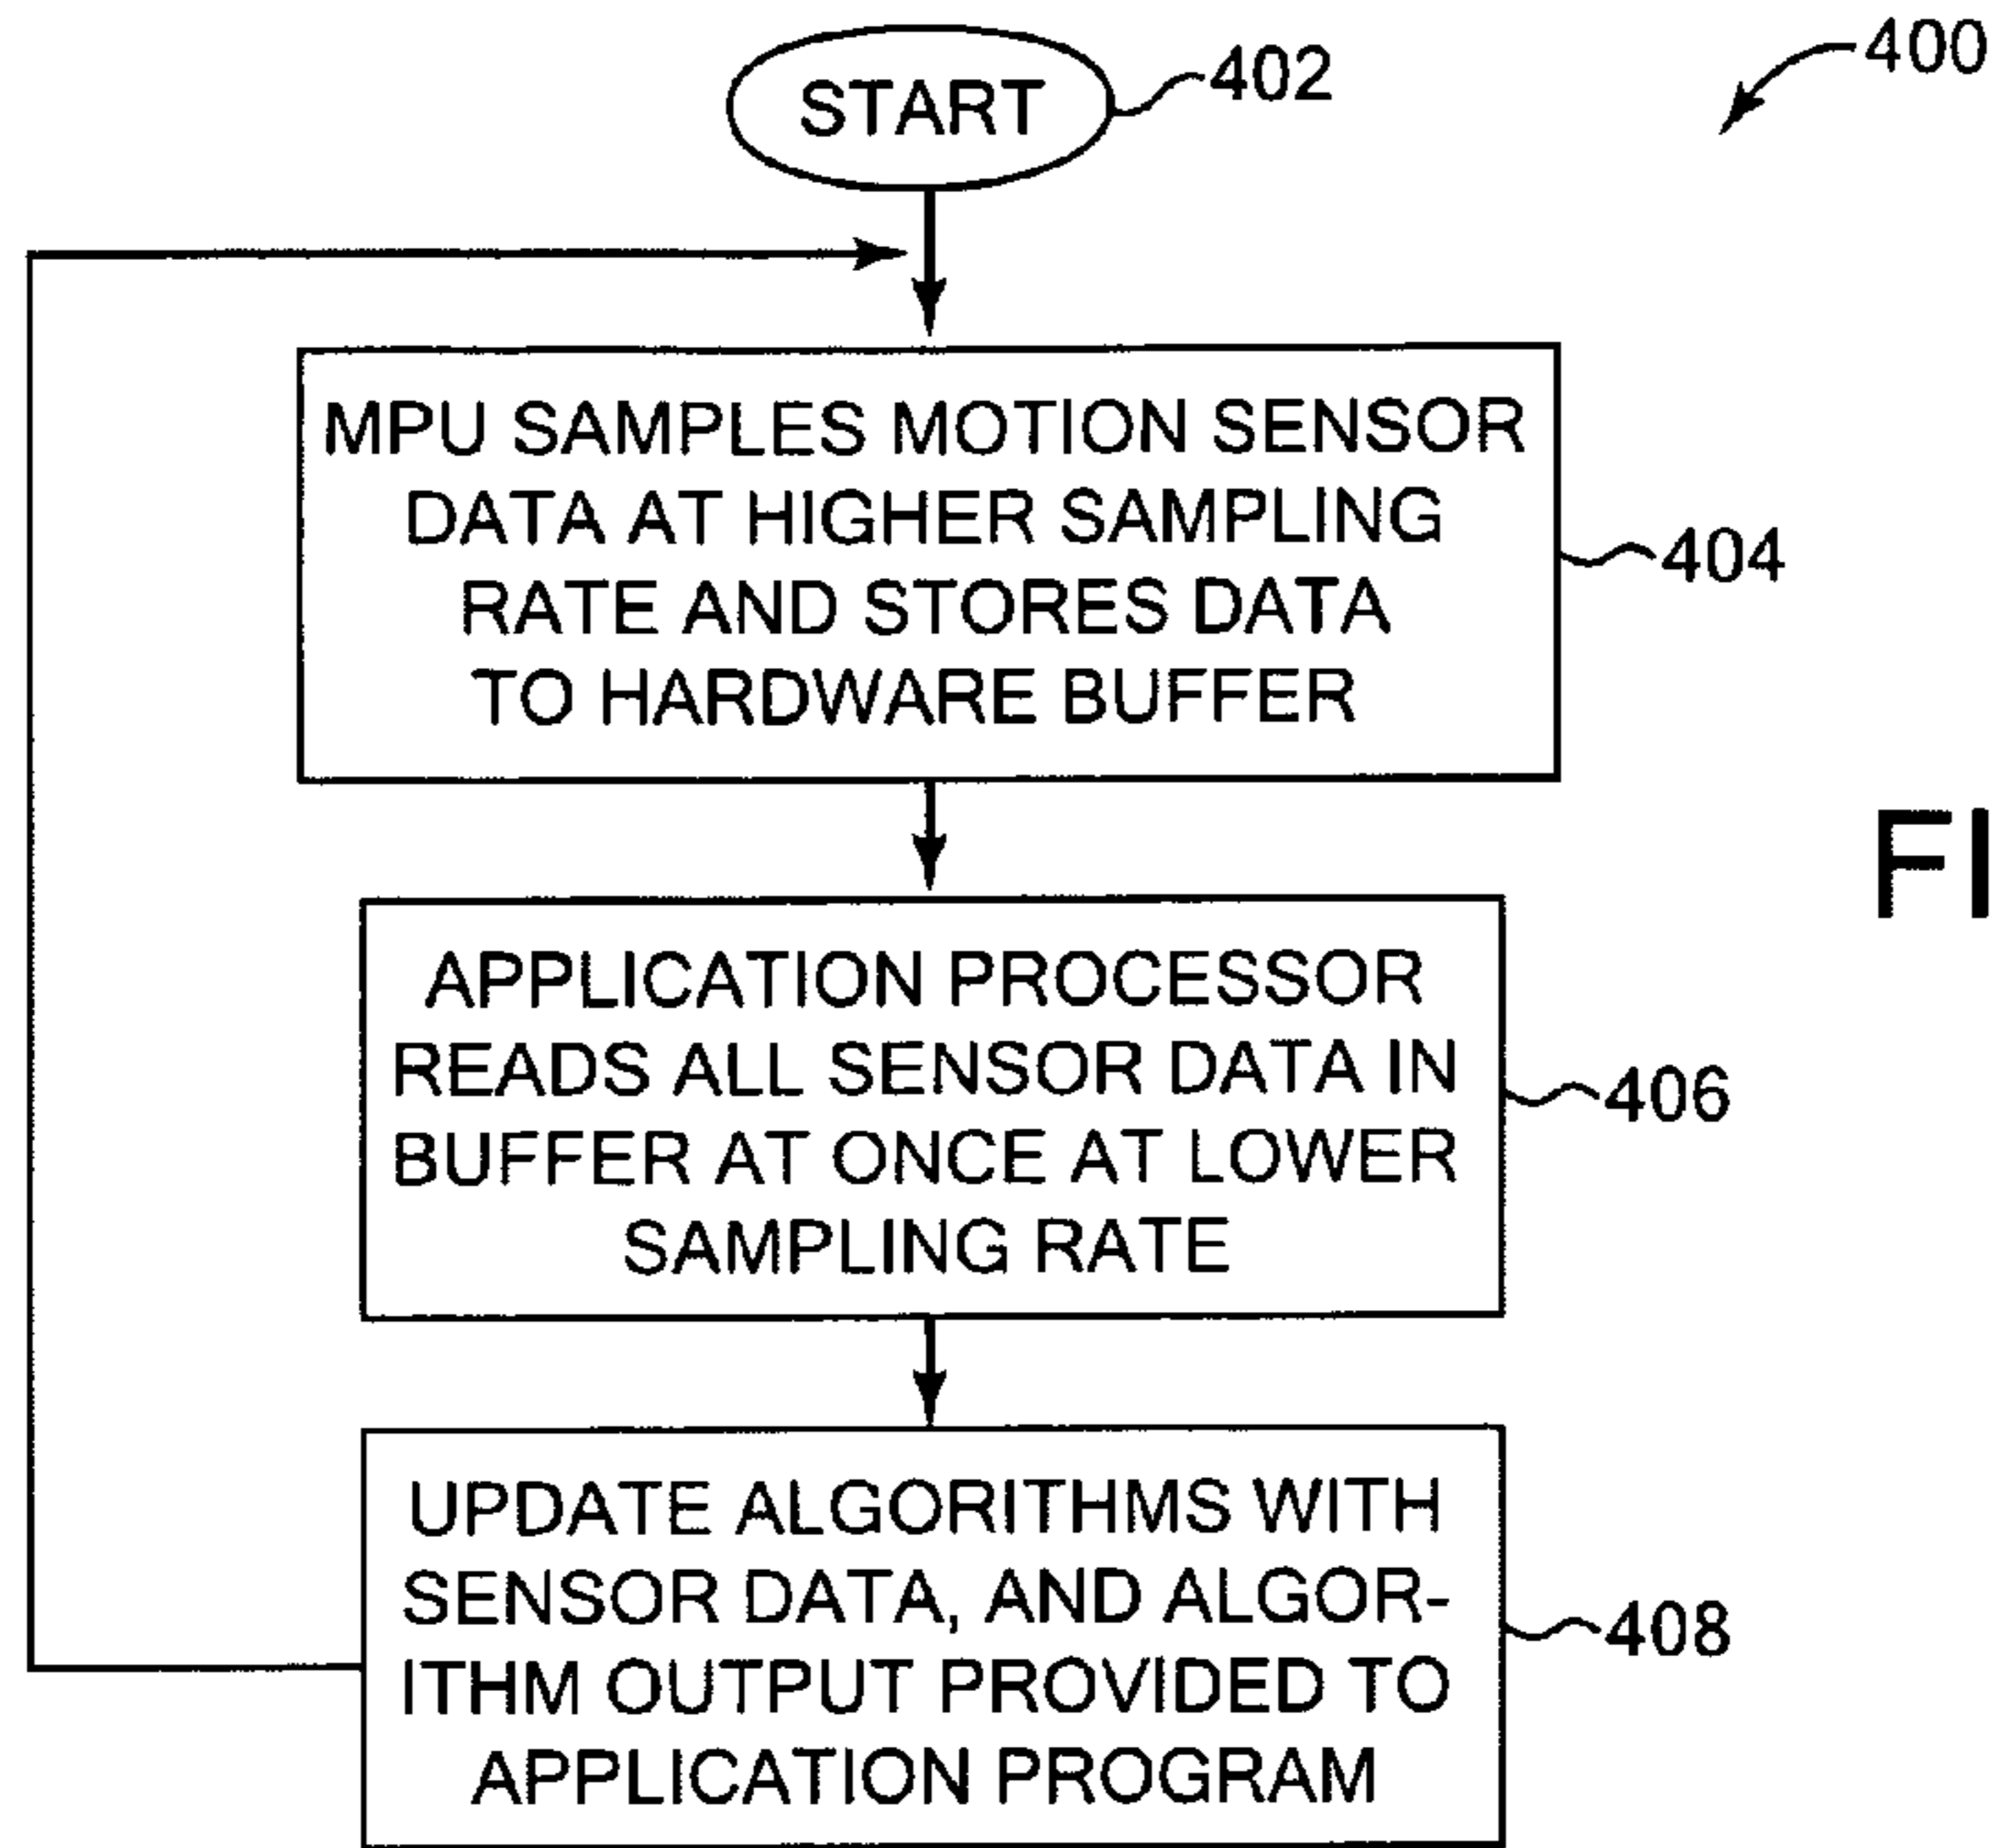 400
START
402
MPU SAMPLES MOTION SENSOR
DATA AT HIGHER SAMPLING
RATE AND STORES DATA
TO HARDWARE BUFFER
404
FI
APPLICATION PROCESSOR
READS ALL SENSOR DATA IN
BUFFER AT ONCE AT LOWER
SAMPLING RATE
406
UPDATE ALGORITHMS WITH
SENSOR DATA, AND ALGOR-
ITHM OUTPUT PROVIDED TO
APPLICATION PROGRAM
408